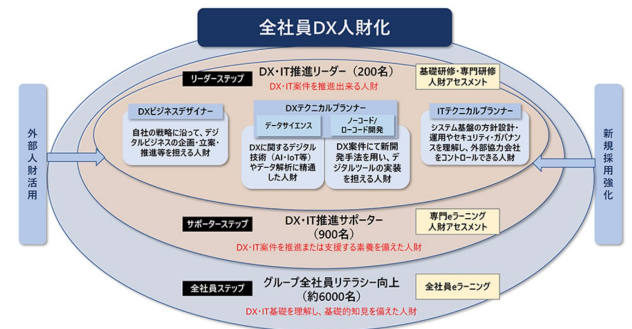 全社員DX人財化
リーダーステップ
DX・IT推進リーダー（200名）
DX・IT案件を推進出来る人財
基礎研修・専門研修
人財アセスメント
外部人財活用
新規採用強化
DXビジネスデザイナー
自社の戦略に沿って、デジ
タルビジネスの企画・立案・
推進等を担える人財
DXテクニカルプランナー
データサイエンス
ノーコード/
ローコード開発
DXに関するデジタル
技術（AI・IoT等）
やデータ解析に精通
した人財
DX案件にて新開
発手法を用い、デ
ジタルツールの実装
を担える人財
ITテクニカルプランナー
システム基盤の方針設計・
運用やセキュリティ・ガバナン
スを理解し、外部協力会社
をコントロールできる人財
サポーターステップ
DX・IT推進サポーター
（900名）
DX・IT案件を推進または支援する素養を備えた人財
専門eラーニング
人財アセスメント
全社員ステップ
グループ全社員リテラシー向上
（約6000名）
DX・IT基礎を理解し、基礎的知見を備えた人財
全社員eラーニング